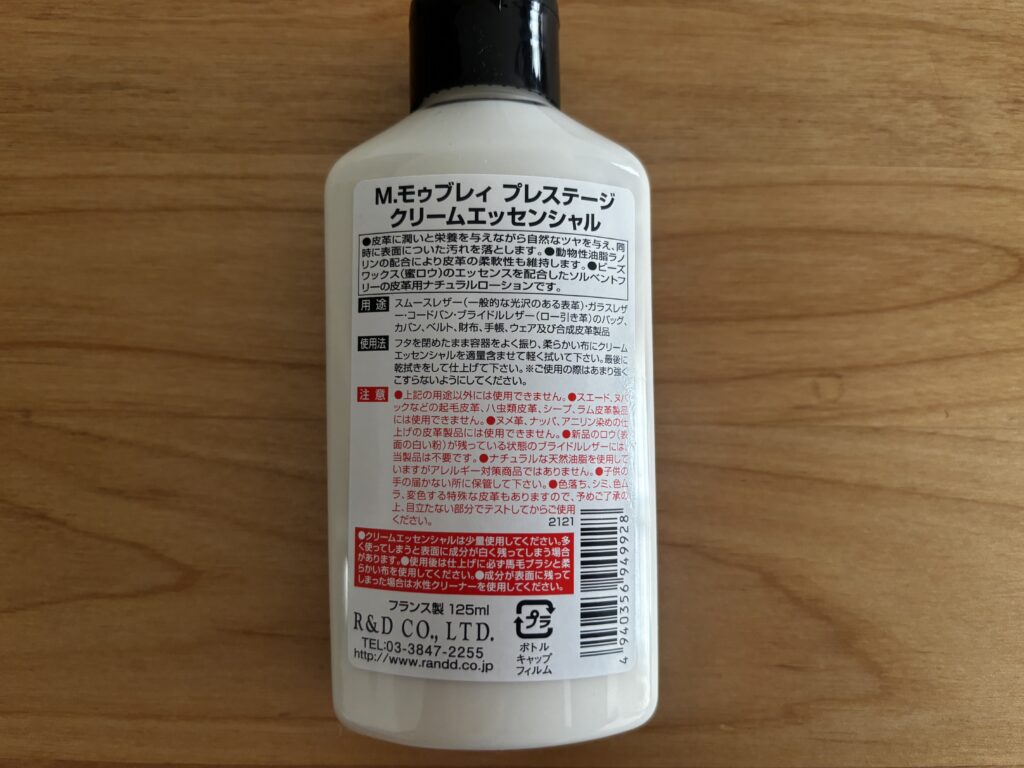 M.モゥブレィ プレステージ
クリームエッセンシャル
●皮革に潤いと栄養を与えながら自然なツヤを与え、同
時に表面についた汚れを落とします。●動物性油脂ラノ
リンの配合により皮革の柔軟性も維持します。●ビーズ
ワックス(蜜ロウ)のエッセンスを配合したソルベントフ
リーの皮革用ナチュラルローションです。
用途 スムースレザー(一般的な光沢のある表革)・ガラスレザ
ー・コードバン・ブライドルレザー(ロー引き革)のバッグ、
カバン、ベルト、財布、手帳、ウェア及び合成皮革製品
使用法 フタを閉めたまま容器をよく振り、柔らかい布にクリーム
エッセンシャルを適量含ませて軽く拭いて下さい。最後に
乾拭きをして仕上げて下さい。※ご使用の際はあまり強く
こすらないようにしてください。
注意 ●上記の用途以外には使用できません。●スエード、ヌバ
ックなどの起毛皮革、ハ虫類皮革、シープ、ラム皮革製品
には使用できません。●ヌメ革、ナッパ、アニリン染めの仕
上げの皮革製品には使用できません。●新品のロウ(表
面の白い粉)が残っている状態のブライドルレザーには、
当製品は不要です。●ナチュラルな天然油脂を使用して
いますがアレルギー対策商品ではありません。●子供の
手の届かない所に保管して下さい。●色落ち、シミ、色ム
ラ、変色する特殊な皮革もありますので、予めご了承の
上、目立たない部分でテストしてからご使用
ください。 2121
●クリームエッセンシャルは少量使用してください。多
く使ってしまうと表面に成分が白く残ってしまう場合
があります。●使用後は仕上げに必ず馬毛ブラシと柔
らかい布を使用してください。●成分が表面に残って
しまった場合は水性クリーナーを使用してください。
フランス製 125ml
R&D CO., LTD.
TEL:03-3847-2255
http://www.randd.co.jp
プラ
ボトル
キャップ
フィルム
4 940356 949928